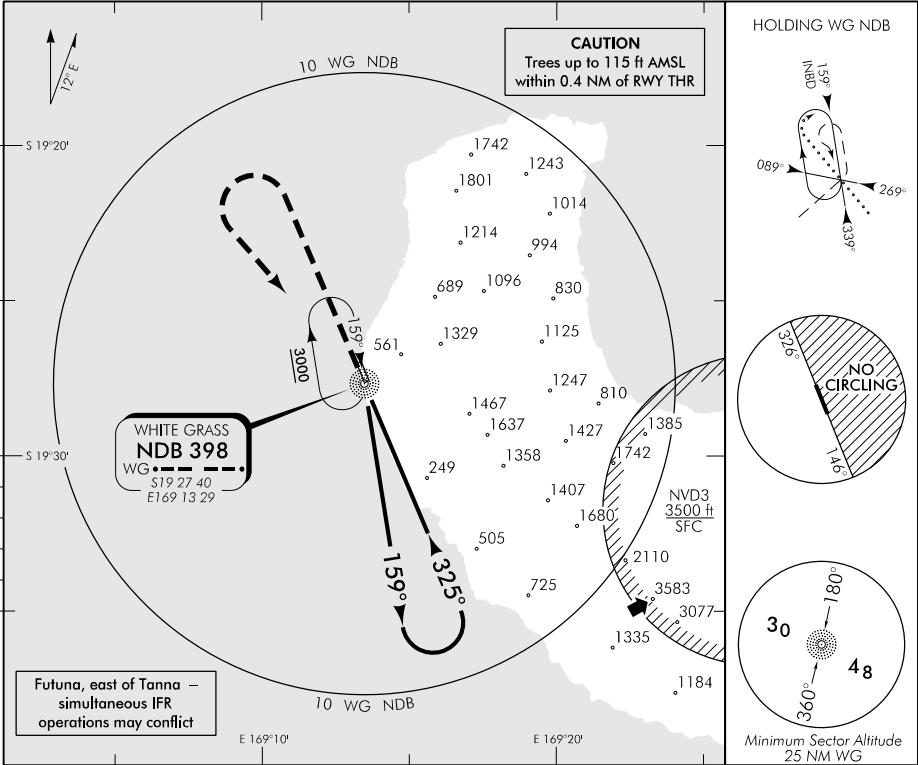 12°E
10 WG NDB
CAUTION
Trees up to 115 ft AMSL
within 0.4 NM of RWY THR
S 19°20'
1742
1243
1801
1014
1214
994
689
1096
830
561
1329
1125
159°
3000
1247
810
1467
1637
1427
1385
WHITE GRASS
NDB 398
WG
S19 27 40
E169 13 29
S 19°30'
249
1358
1742
1407
1680
NVD3
3500 ft
SFC
505
2110
159°
325°
725
3583
3077
1335
1184
Futuna, east of Tanna –
simultaneous IFR
operations may conflict
10 WG NDB
E 169°10'
E 169°20'
HOLDING WG NDB
159°
INBD
089°
269°
339°
326°
NO
CIRCLING
146°
180°
30
48
360°
Minimum Sector Altitude
25 NM WG